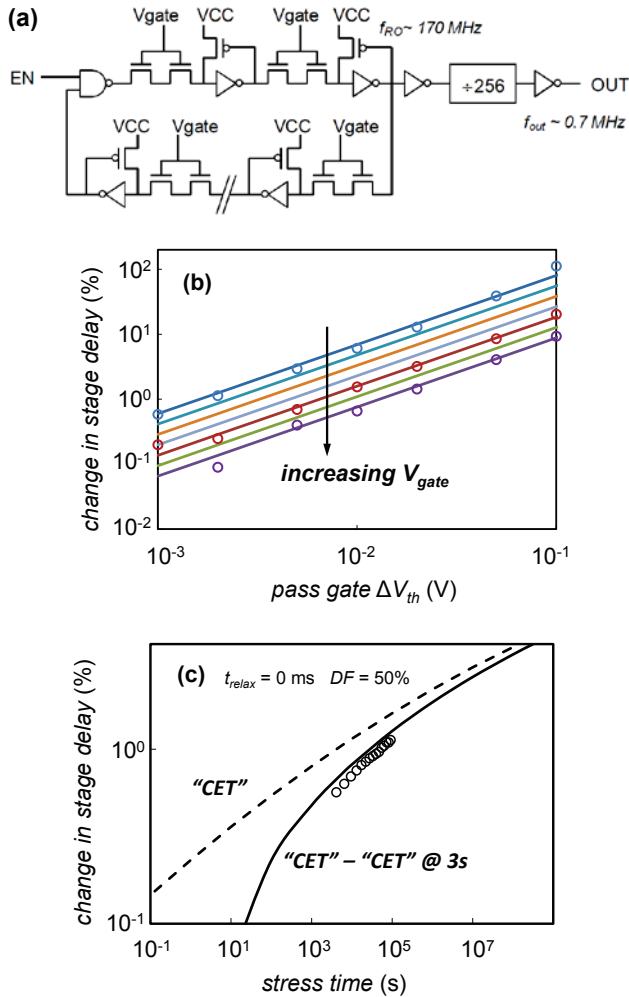 (a)
Vgate VCC Vgate VCC
fRO~ 170 MHz
EN
÷256
OUT
fout ~ 0.7 MHz
VCC Vgate VCC Vgate
(b)
change in stage delay (%)
10^2
10^1
10^0
10^-1
10^-2
increasing Vgate
10^-3 10^-2 10^-1
pass gate ΔVth (V)
(c) trelax = 0 ms DF = 50%
change in stage delay (%)
10^0
10^-1
"CET"
"CET" – "CET" @ 3s
10^-1 10^1 10^3 10^5 10^7
stress time (s)